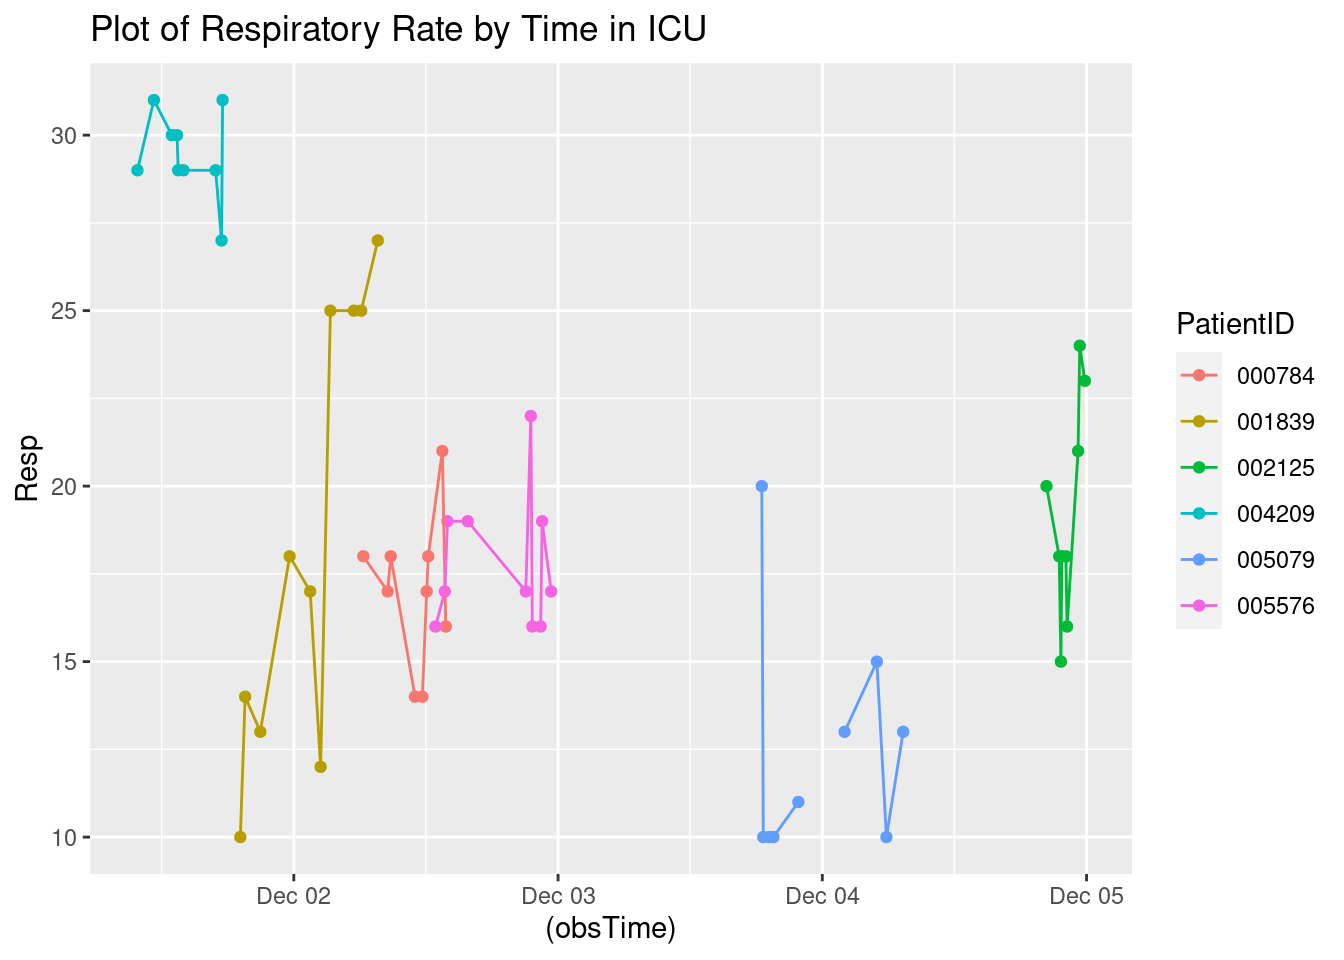 Plot of Respiratory Rate by Time in ICU
30
25
20
15
10
Resp
Dec 02
Dec 03
Dec 04
Dec 05
(obsTime)
PatientID
000784
001839
002125
004209
005079
005576